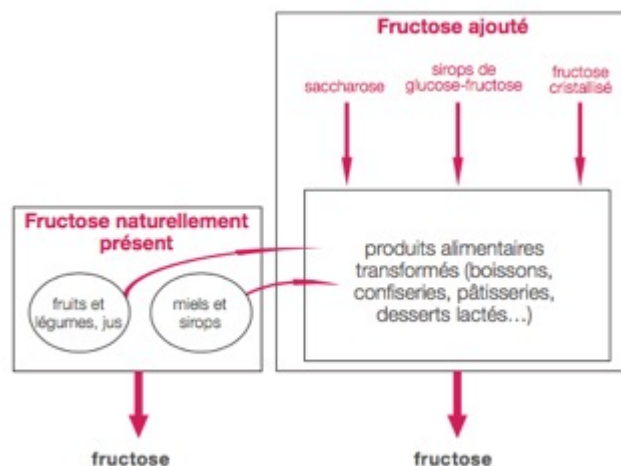 Fructose ajouté
saccharose
sirops de
glucose-fructose
fructose
cristallisé
Fructose naturellement
présent
fruits et
légumes, jus
miels et
sirops
produits alimentaires
transformés (boissons,
confiseries, pâtisseries,
desserts lactés...)
fructose
fructose